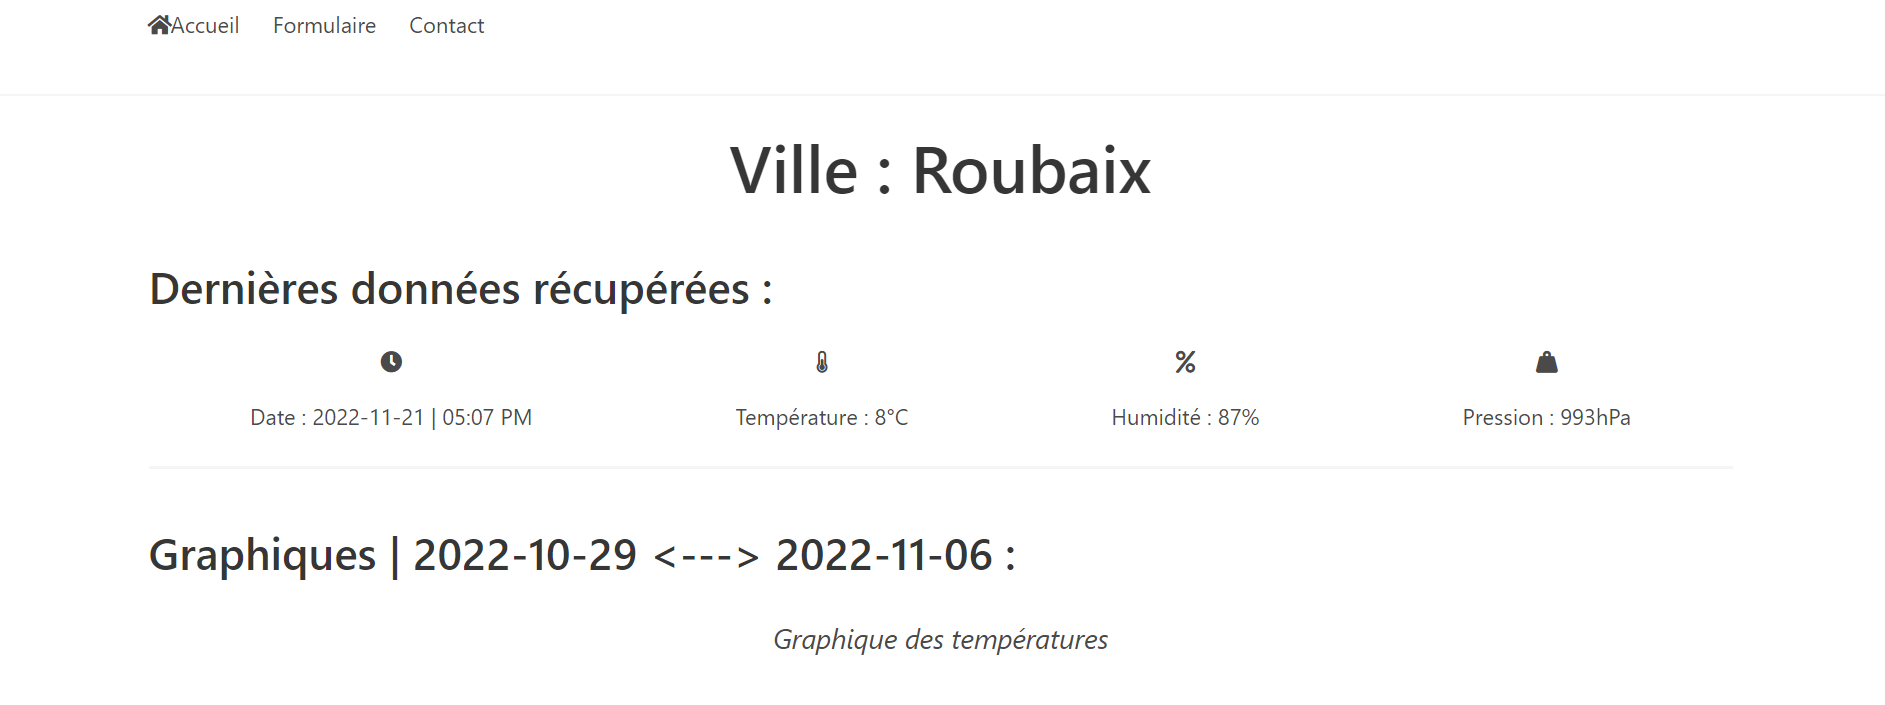 Accueil Formulaire Contact
Ville : Roubaix
Dernières données récupérées :
Date : 2022-11-21 | 05:07 PM Température : 8°C Humidité : 87% Pression : 993hPa
Graphiques | 2022-10-29 <---> 2022-11-06 :
Graphique des températures